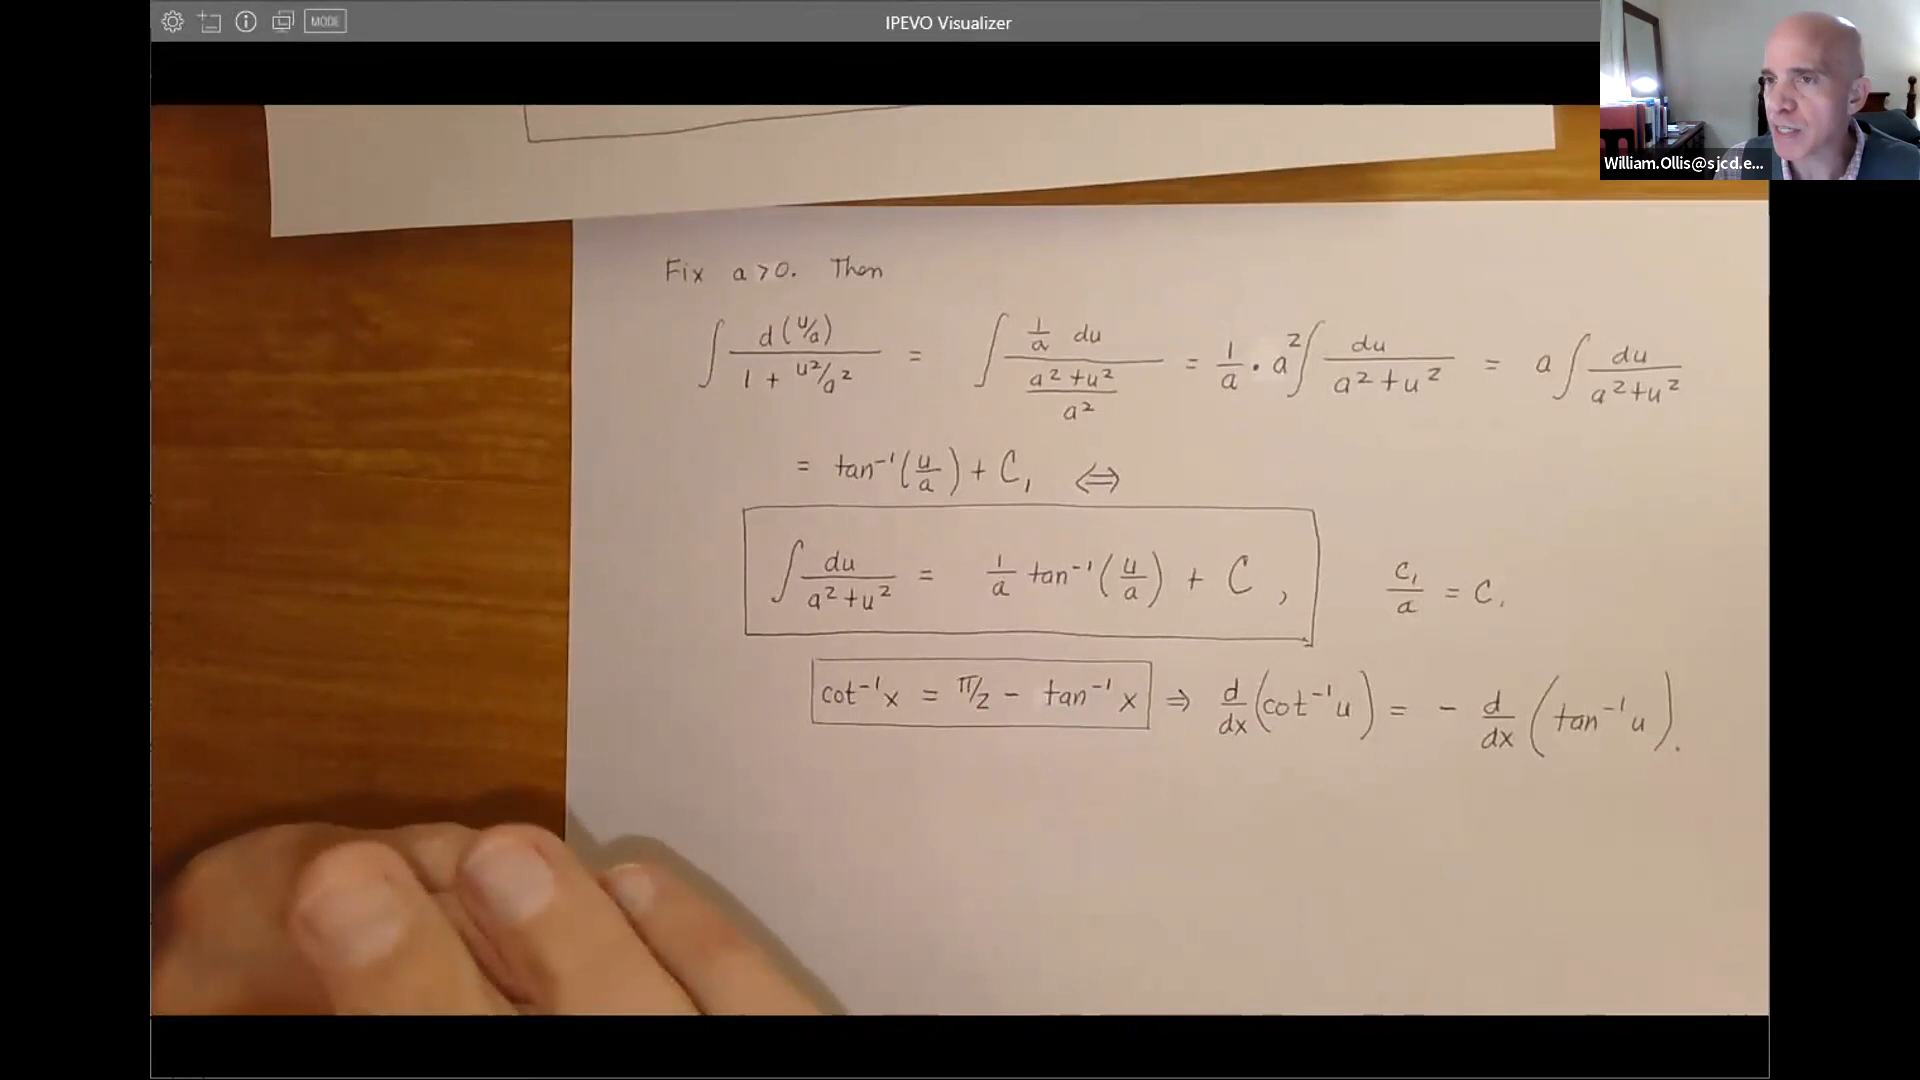 MODE
IPEVO Visualizer
William.Ollis@sjcd.e...
Fix a>0. Then
∫ d(u/a) / (1 + u²/a²) = ∫ (1/a du) / ((a²+u²)/a²) = 1/a · a² ∫ du/(a²+u²) = a ∫ du/(a²+u²)
= tan⁻¹(u/a) + C₁ ⇔
∫ du/(a²+u²) = 1/a tan⁻¹(u/a) + C , C₁/a = C.
cot⁻¹x = π/2 - tan⁻¹x ⇒ d/dx (cot⁻¹u) = - d/dx (tan⁻¹u).